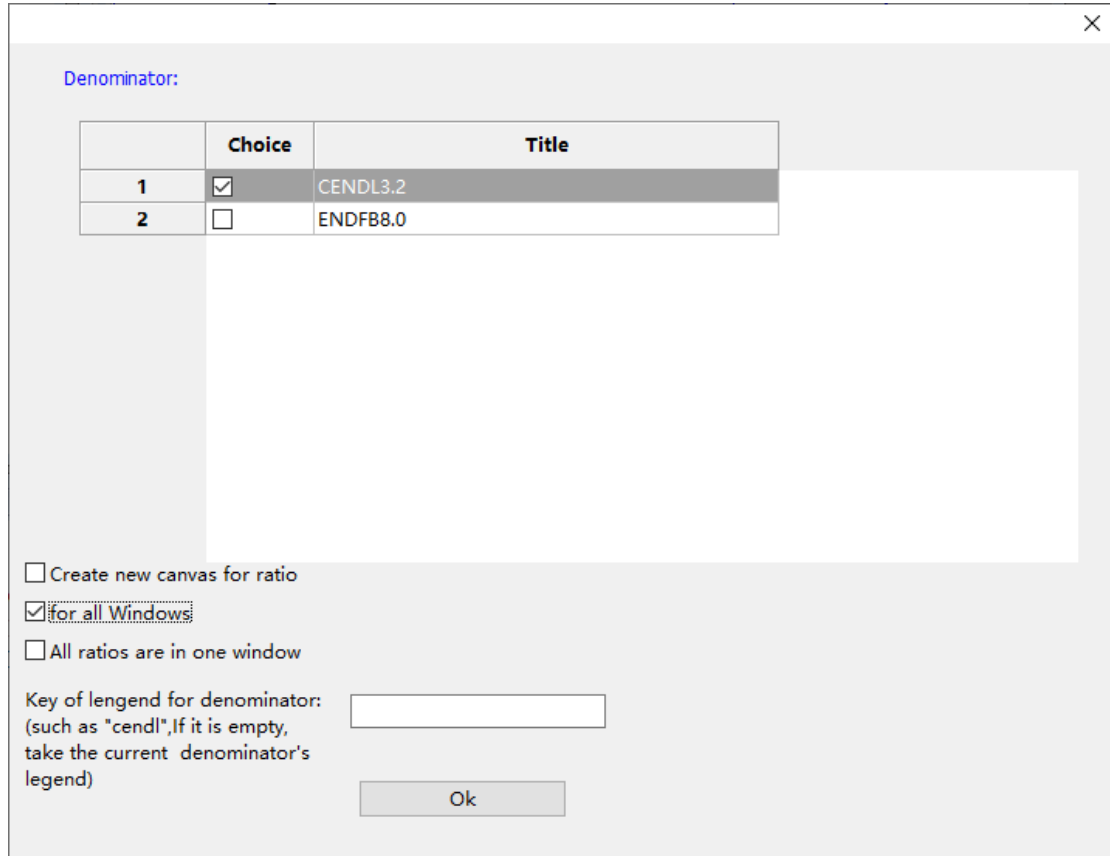 Denominator:
Choice Title
1 CENDL3.2
2 ENDFB8.0
Create new canvas for ratio
for all Windows
All ratios are in one window
Key of lengend for denominator:
(such as "cendl",If it is empty,
take the current denominator's
legend)
Ok